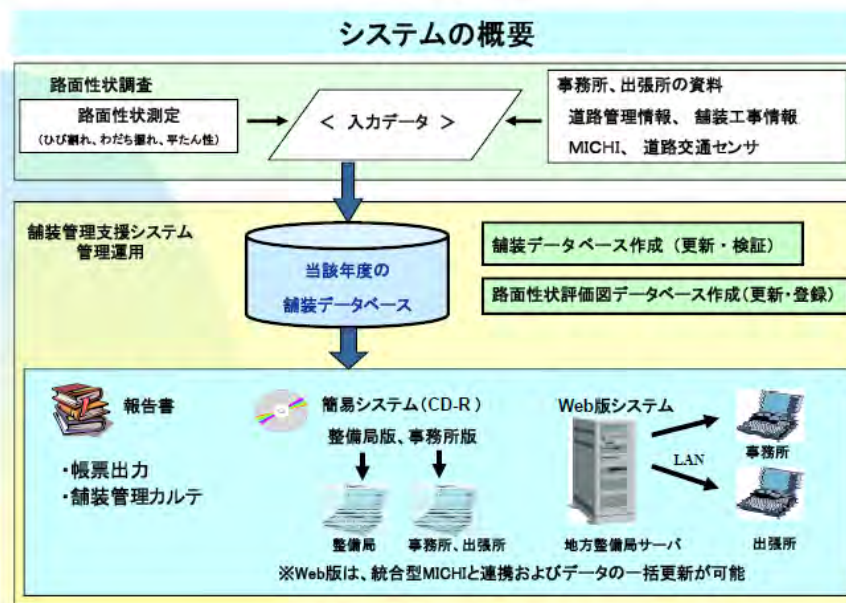 システムの概要
路面性状調査
路面性状測定
(ひび割れ、わだち掘れ、平たん性)
＜ 入力データ ＞
事務所、出張所の資料
道路管理情報、 舗装工事情報
MICHI、 道路交通センサ
舗装管理支援システム
管理運用
当該年度の
舗装データベース
舗装データベース作成（更新・検証）
路面性状評価図データベース作成(更新・登録)
報告書
・帳票出力
・舗装管理カルテ
簡易システム(CD-R)
整備局版、事務所版
整備局
事務所、出張所
Web版システム
LAN
地方整備局サーバ
事務所
出張所
※Web版は、統合型MICHIと連携およびデータの一括更新が可能